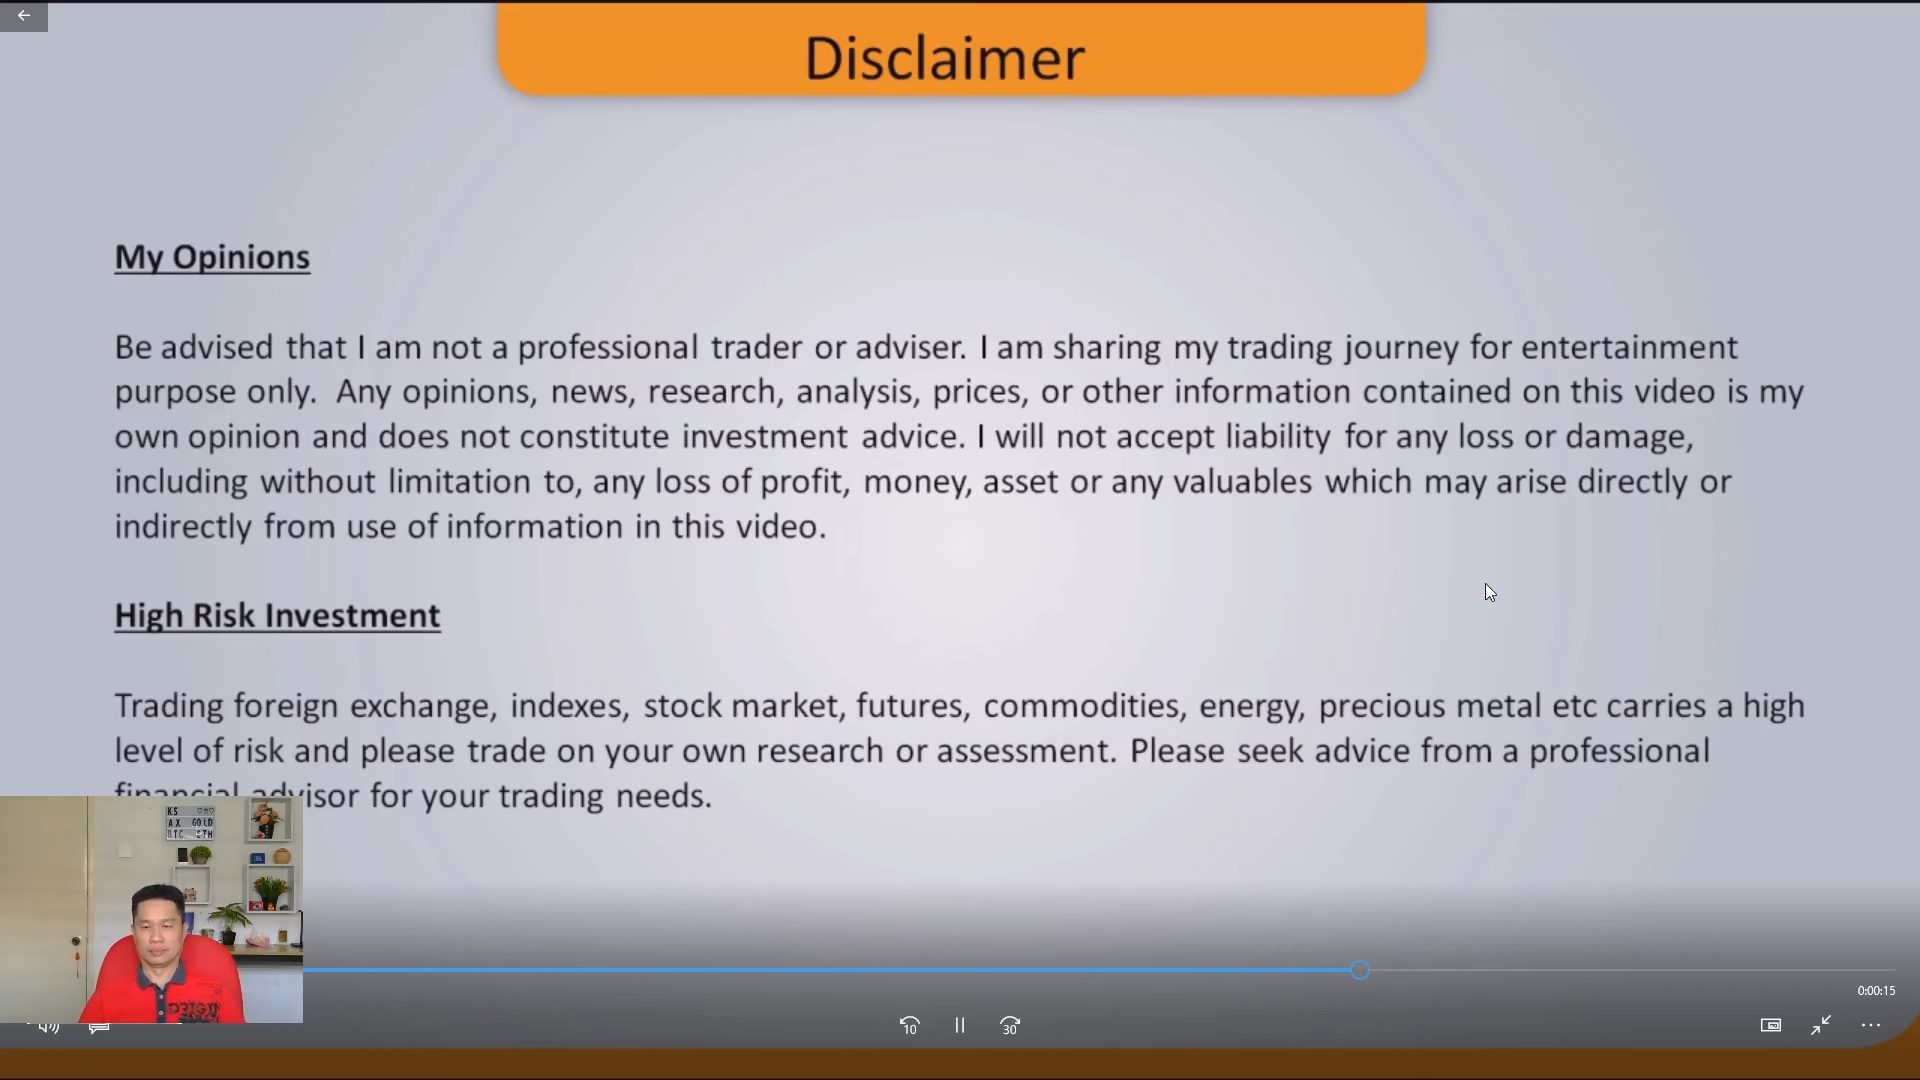 Disclaimer
My Opinions
Be advised that I am not a professional trader or adviser. I am sharing my trading journey for entertainment
purpose only. Any opinions, news, research, analysis, prices, or other information contained on this video is my
own opinion and does not constitute investment advice. I will not accept liability for any loss or damage,
including without limitation to, any loss of profit, money, asset or any valuables which may arise directly or
indirectly from use of information in this video.
High Risk Investment
Trading foreign exchange, indexes, stock market, futures, commodities, energy, precious metal etc carries a high
level of risk and please trade on your own research or assessment. Please seek advice from a professional
financial advisor for your trading needs.
KS
AX GOLD
BTC ETH
ORIGIN
0:00:15
10
30